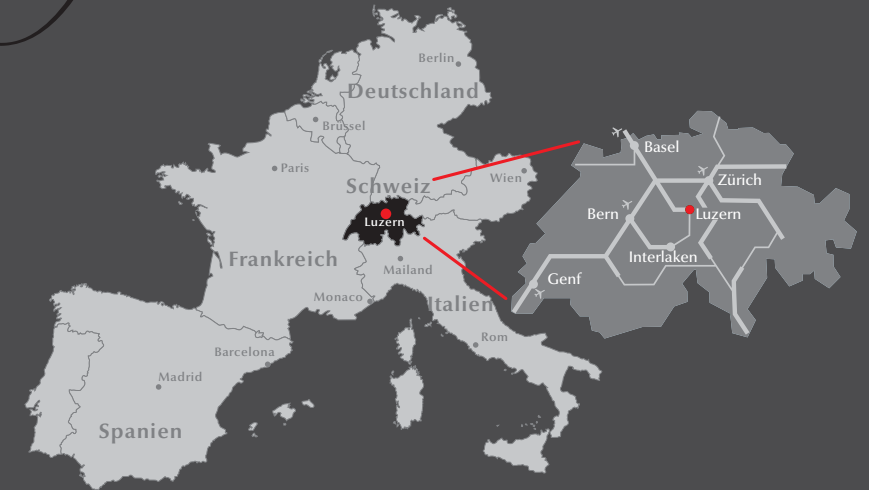 Berlin
Deutschland
Brüssel
Paris
Schweiz
Wien
Luzern
Frankreich
Mailand
Monaco
Italien
Rom
Barcelona
Madrid
Spanien
Basel
Zürich
Bern
Luzern
Interlaken
Genf